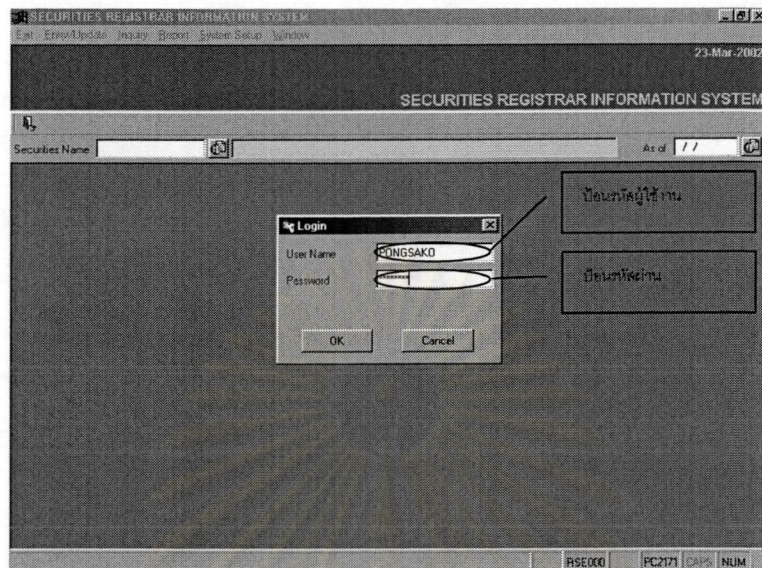 SECURITIES REGISTRAR INFORMATION SYSTEM
Exit Entry/Update Inquiry Report System Setup Window
23-Mar-2002
SECURITIES REGISTRAR INFORMATION SYSTEM
Securities Name As of / /
ป้อนรหัสผู้ใช้งาน
Login
User Name PONGSAKO
Password ********
ป้อนรหัสผ่าน
OK Cancel
RSE000 PC2171 CAPS NUM